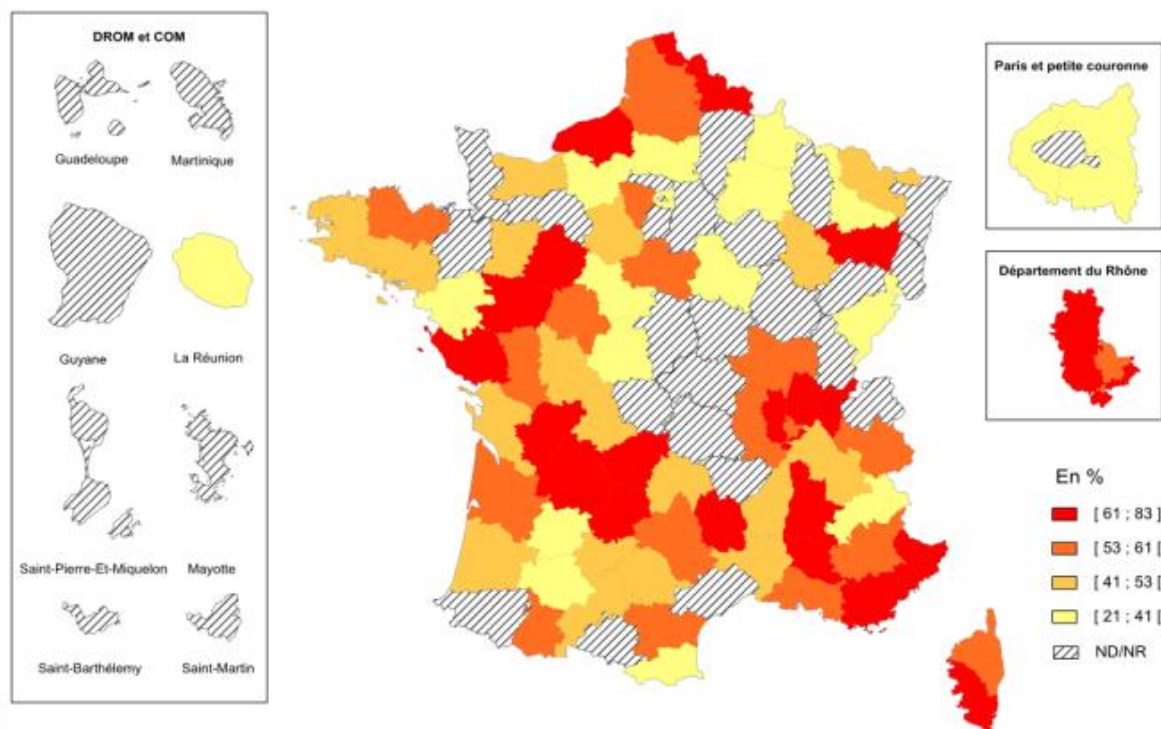 DROM et COM
Guadeloupe
Martinique
Guyane
La Réunion
Saint-Pierre-Et-Miquelon
Mayotte
Saint-Barthélemy
Saint-Martin
Paris et petite couronne
Département du Rhône
En %
[ 61 ; 83 ]
[ 53 ; 61 [
[ 41 ; 53 [
[ 21 ; 41 [
ND/NR